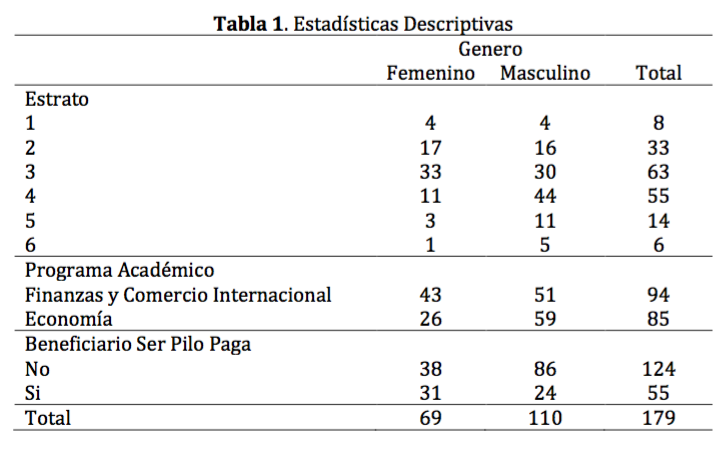 Tabla 1. Estadísticas Descriptivas
Genero
Femenino Masculino Total
Estrato
1 4 4 8
2 17 16 33
3 33 30 63
4 11 44 55
5 3 11 14
6 1 5 6
Programa Académico
Finanzas y Comercio Internacional 43 51 94
Economía 26 59 85
Beneficiario Ser Pilo Paga
No 38 86 124
Si 31 24 55
Total 69 110 179